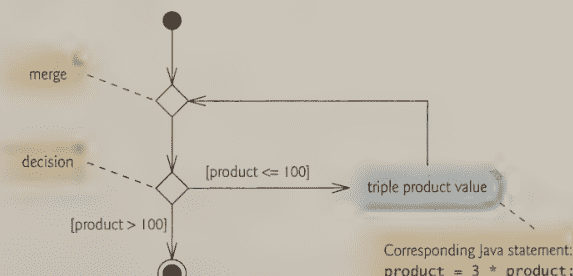 merge
decision
[product <= 100]
triple product value
[product > 100]
Corresponding Java statement:
product = 3 * product;